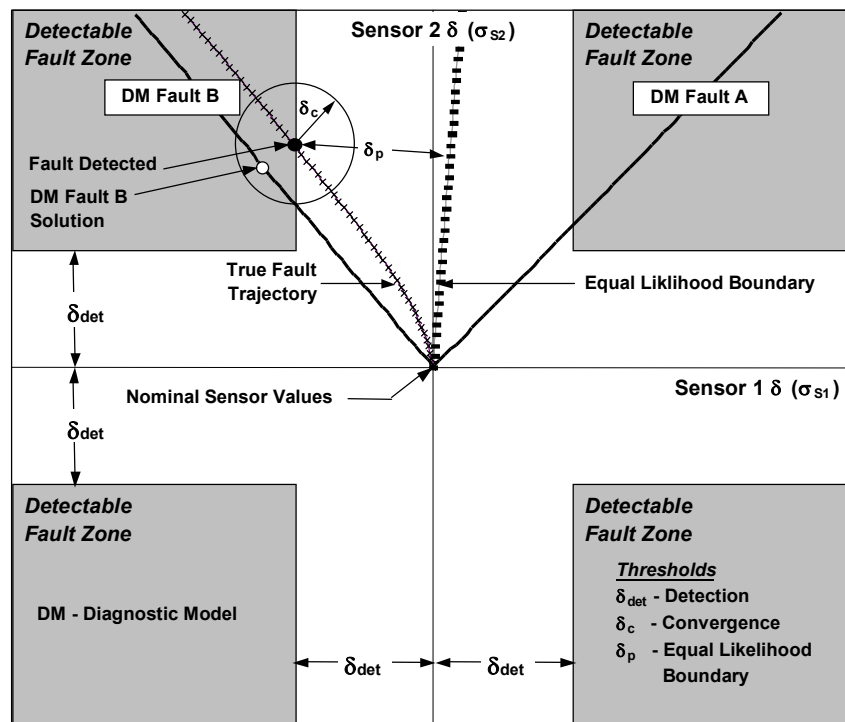 Detectable
Fault Zone
Sensor 2 δ (σS2)
Detectable
Fault Zone
DM Fault B
DM Fault A
δc
δp
Fault Detected
DM Fault B
Solution
True Fault
Trajectory
Equal Liklihood Boundary
δdet
Nominal Sensor Values
Sensor 1 δ (σS1)
δdet
Detectable
Fault Zone
Detectable
Fault Zone
DM - Diagnostic Model
Thresholds
δdet - Detection
δc - Convergence
δp - Equal Likelihood
Boundary
δdet
δdet